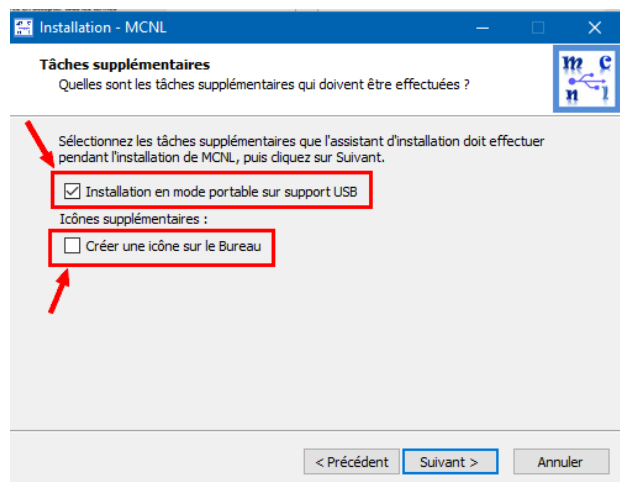 Installation - MCNL
Tâches supplémentaires
Quelles sont les tâches supplémentaires qui doivent être effectuées ?
m c
n l
Sélectionnez les tâches supplémentaires que l'assistant d'installation doit effectuer
pendant l'installation de MCNL, puis cliquez sur Suivant.
Installation en mode portable sur support USB
Icônes supplémentaires :
Créer une icône sur le Bureau
< Précédent
Suivant >
Annuler